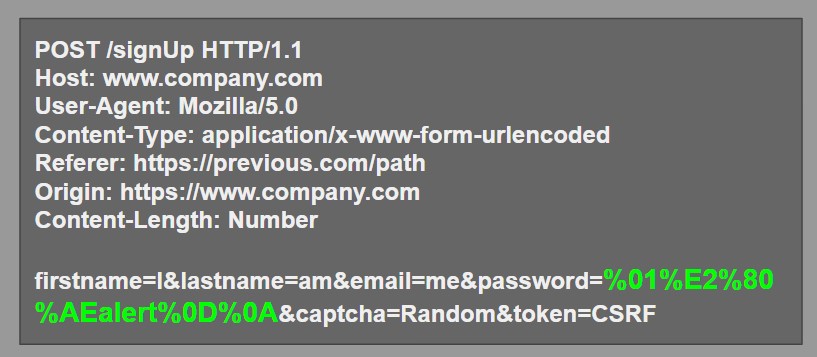 POST /signUp HTTP/1.1
Host: www.company.com
User-Agent: Mozilla/5.0
Content-Type: application/x-www-form-urlencoded
Referer: https://previous.com/path
Origin: https://www.company.com
Content-Length: Number
firstname=I&lastname=am&email=me&password=%01%E2%80
%AEalert%0D%0A&captcha=Random&token=CSRF